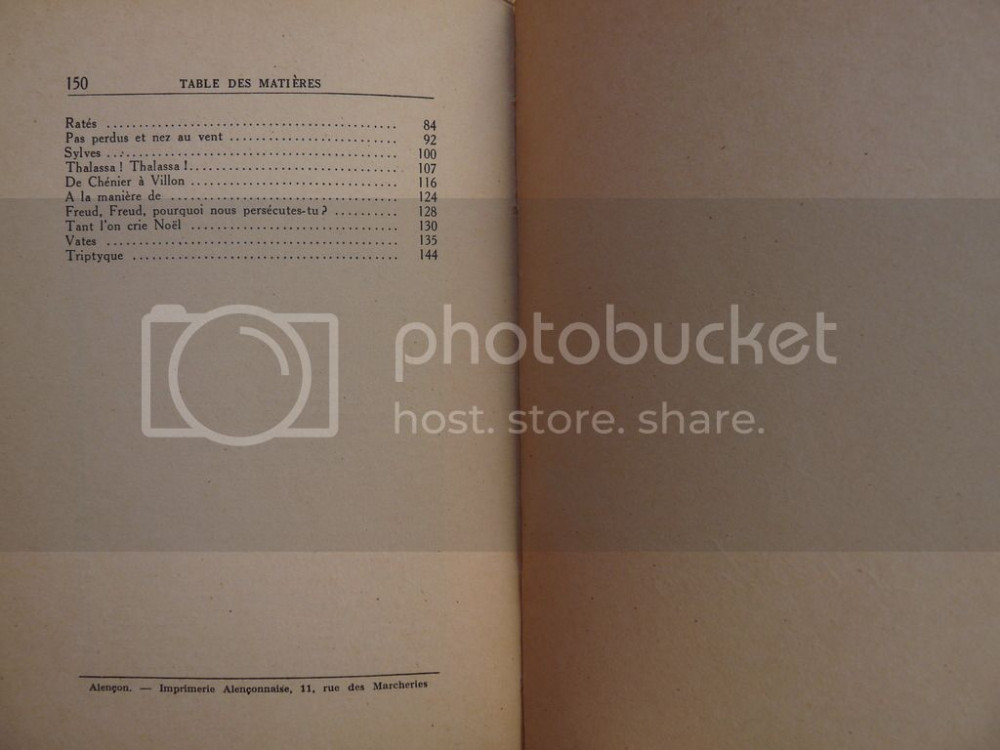 150 TABLE DES MATIÈRES
Ratés ........................................ 84
Pas perdus et nez au vent ........................ 92
Sylves ........................................ 100
Thalassa ! Thalassa !................................. 107
De Chénier à Villon ................................ 116
A la manière de .................................... 124
Freud, Freud, pourquoi nous persécutes-tu ? .......... 128
Tant l'on crie Noël ................................ 130
Vates ........................................ 135
Triptyque ........................................ 144
photobucket
host. store. share.
Alençon. — Imprimerie Alençonnaise, 11, rue des Marcheries